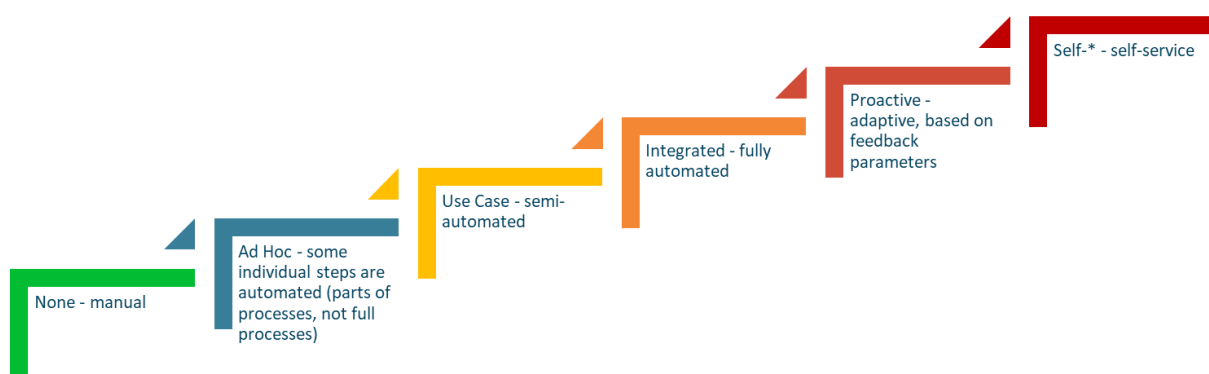 None - manual
Ad Hoc - some
individual steps are
automated (parts of
processes, not full
processes)
Use Case - semi-
automated
Integrated - fully
automated
Proactive -
adaptive, based on
feedback
parameters
Self-* - self-service